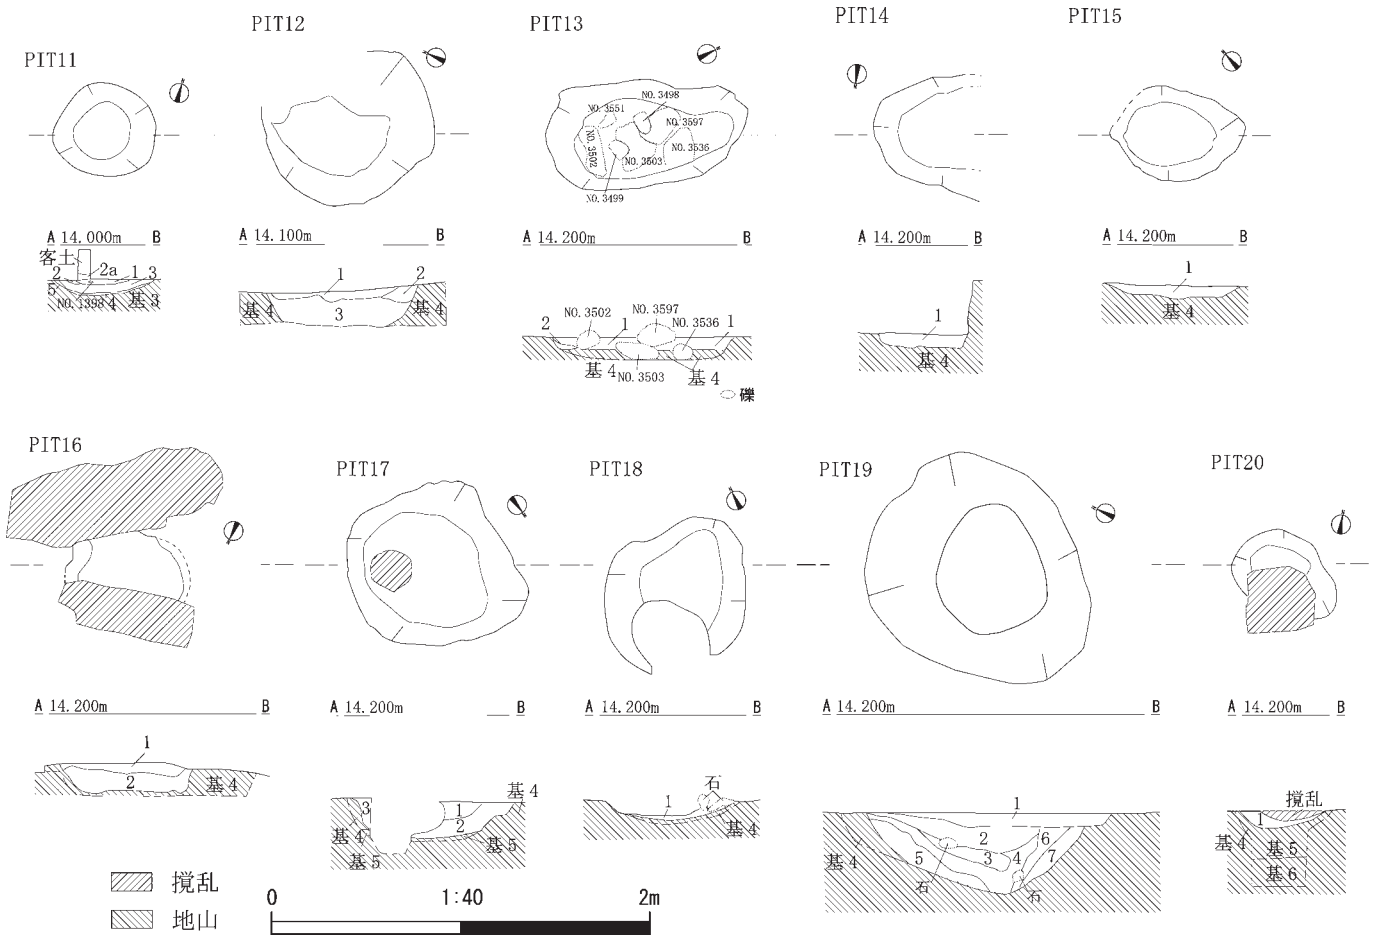 PIT11
PIT12
PIT13
PIT14
PIT15
NO.3498
NO.3551
NO.3597
NO.3502
NO.3503
NO.3536
NO.3499
A 14.000m B
A 14.100m B
A 14.200m B
A 14.200m B
A 14.200m B
客土
2 2a 1 3
5 NO.1398 4 基3
1 2
基4 3 基4
NO.3502 NO.3597
2 1 NO.3536 1
基4 NO.3503 基4
礫
1
基4
1
基4
PIT16
PIT17
PIT18
PIT19
PIT20
A 14.200m B
A 14.200m B
A 14.200m B
A 14.200m B
A 14.200m B
1
2 基4
基4
3 1
2
基4 基5
基5
石
1
基4
1
2 6
基4 5 3 4 7
石 石
撹乱
1
基4 基5
基6
撹乱
地山
0 1:40 2m